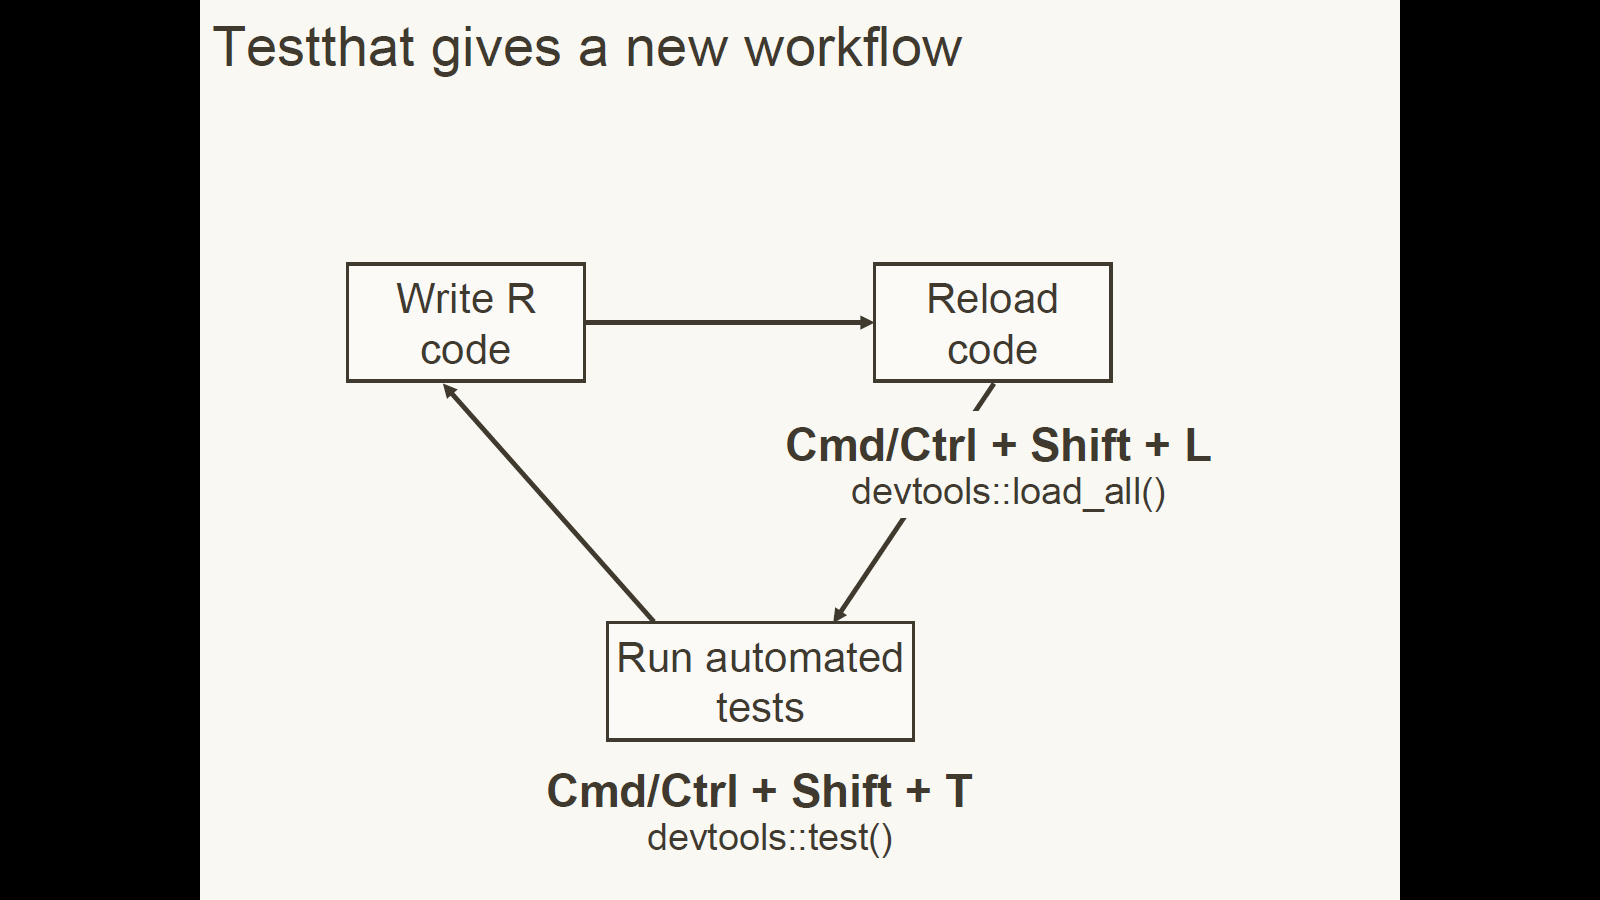 Testthat gives a new workflow
Write R
code
Reload
code
Cmd/Ctrl + Shift + L
devtools::load_all()
Run automated
tests
Cmd/Ctrl + Shift + T
devtools::test()